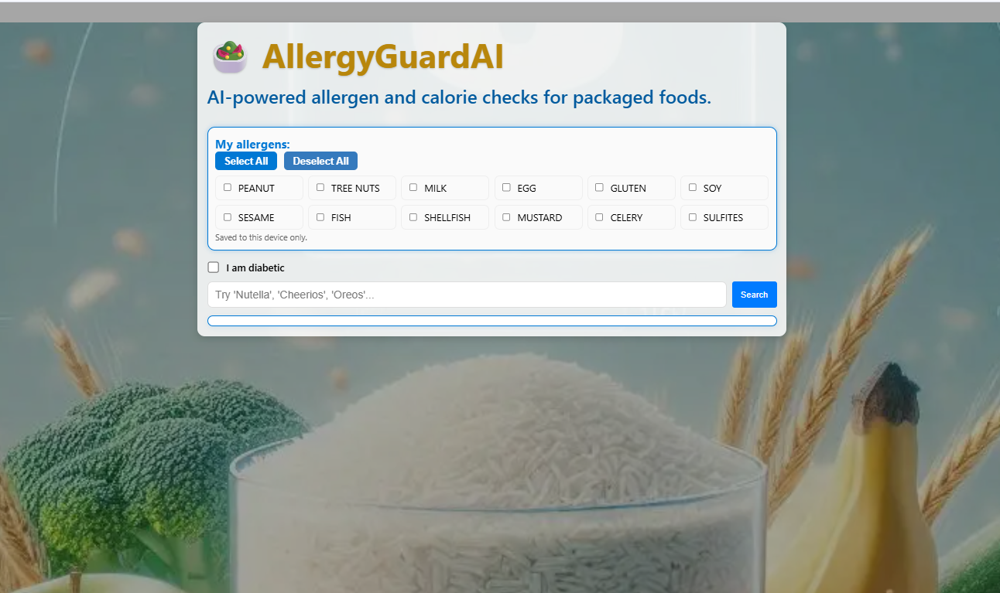 AllergyGuardAI
AI-powered allergen and calorie checks for packaged foods.
My allergens:
Select All Deselect All
PEANUT TREE NUTS MILK EGG GLUTEN SOY
SESAME FISH SHELLFISH MUSTARD CELERY SULFITES
Saved to this device only.
I am diabetic
Try 'Nutella', 'Cheerios', 'Oreos'... Search